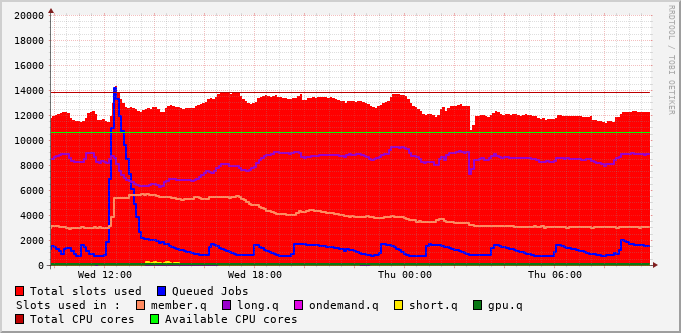 20000
18000
16000
14000
12000
10000
8000
6000
4000
2000
0
Wed 12:00 Wed 18:00 Thu 00:00 Thu 06:00
RRDTOOL / TOBI OETIKER
Total slots used Queued Jobs
Slots used in : member.q long.q ondemand.q short.q gpu.q
Total CPU cores Available CPU cores